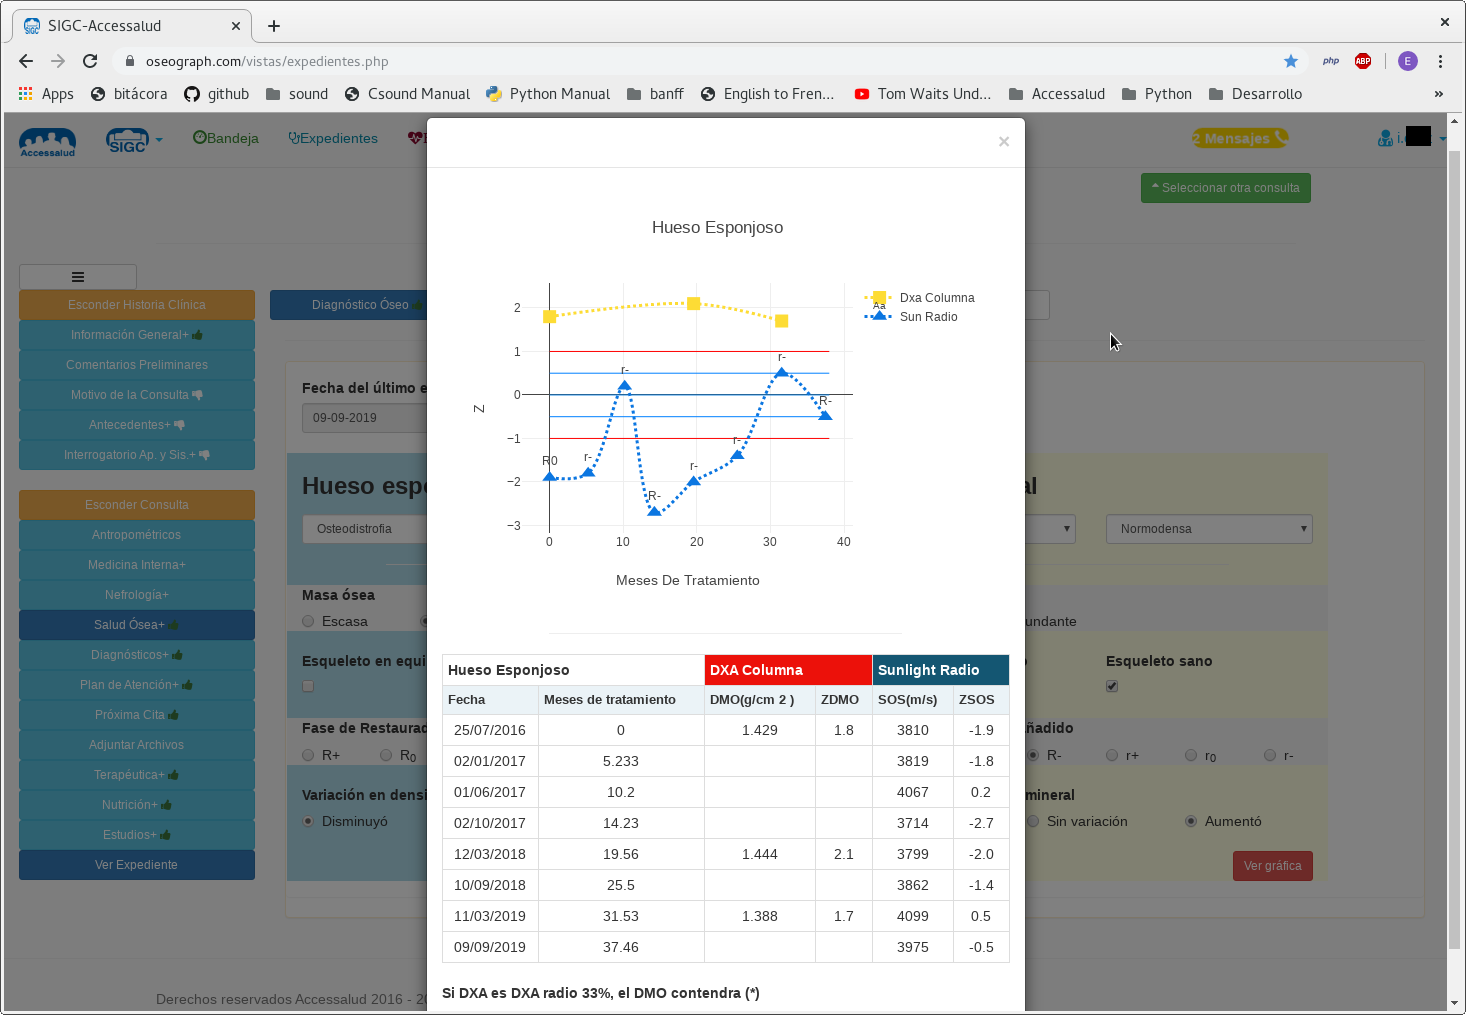 SIGC-Accessalud
oseograph.com/vistas/expedientes.php
php
ABP
E
Apps
bitácora
github
sound
Csound Manual
Python Manual
banff
English to Fren...
Tom Waits Und...
Accessalud
Python
Desarrollo
»
Accessalud
SIGC
Bandeja
Expedientes
2 Mensajes
i.
×
Seleccionar otra consulta
Esconder Historia Clínica
Información General+
Comentarios Preliminares
Motivo de la Consulta
Antecedentes+
Interrogatorio Ap. y Sis.+
Esconder Consulta
Antropométricos
Medicina Interna+
Nefrología+
Salud Ósea+
Diagnósticos+
Plan de Atención+
Próxima Cita
Adjuntar Archivos
Terapéutica+
Nutrición+
Estudios+
Ver Expediente
Diagnóstico Óseo
Fecha del último e
09-09-2019
Hueso esp
Osteodistrofia
Masa ósea
Escasa
Esqueleto en equi
Fase de Restaurad
R+ R0
Variación en densi
Disminuyó
Hueso Esponjoso
Dxa Columna
Aa
Sun Radio
2
1
0
−1
−2
−3
Z
R0 r- r- R- r- r- r- R-
0 10 20 30 40
Meses De Tratamiento
Hueso Esponjoso DXA Columna Sunlight Radio
Fecha Meses de tratamiento DMO(g/cm 2 ) ZDMO SOS(m/s) ZSOS
25/07/2016 0 1.429 1.8 3810 -1.9
02/01/2017 5.233 3819 -1.8
01/06/2017 10.2 4067 0.2
02/10/2017 14.23 3714 -2.7
12/03/2018 19.56 1.444 2.1 3799 -2.0
10/09/2018 25.5 3862 -1.4
11/03/2019 31.53 1.388 1.7 4099 0.5
09/09/2019 37.46 3975 -0.5
Si DXA es DXA radio 33%, el DMO contendra (*)
al
Normodensa
undante
o
Esqueleto sano
ñadido
R- r+ r0 r-
mineral
Sin variación Aumentó
Ver gráfica
Derechos reservados Accessalud 2016 - 20